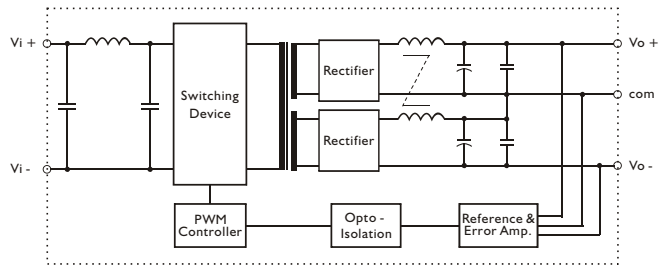 Vi +
Vo +
Rectifier
Switching
Device
com
Rectifier
Vi -
Vo -
PWM
Controller
Opto -
Isolation
Reference &
Error Amp.